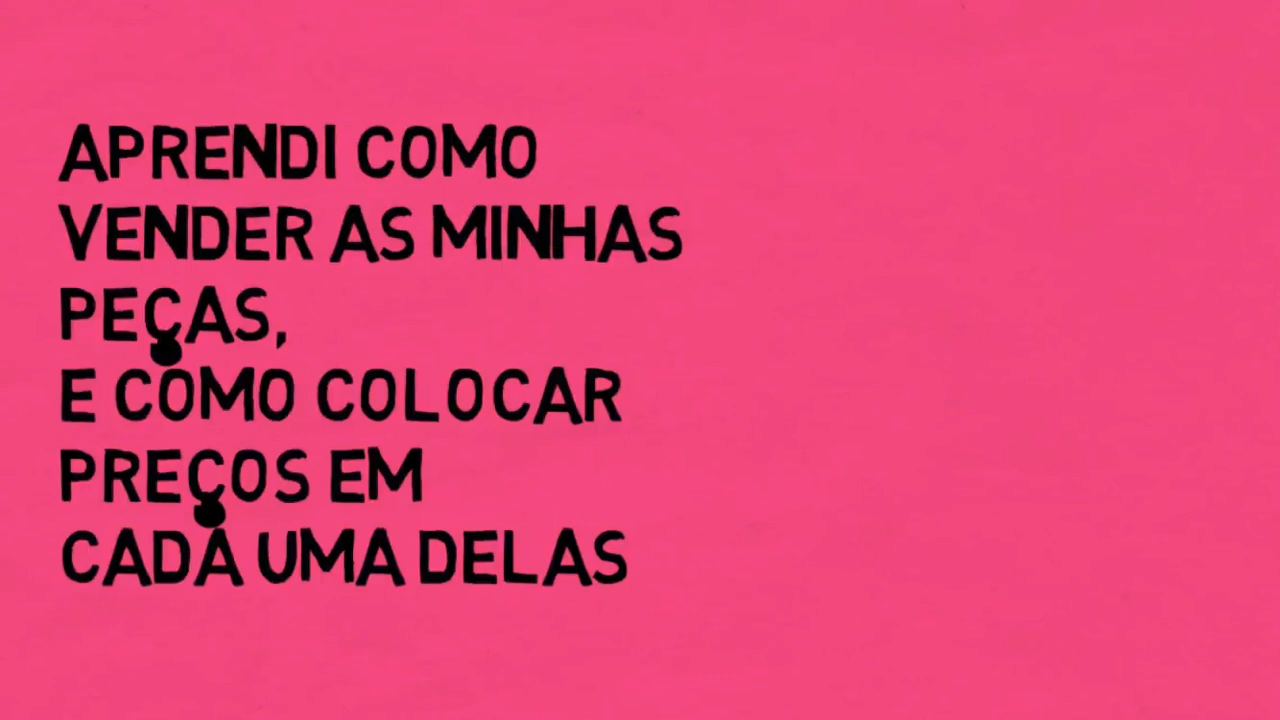 APRENDI COMO
VENDER AS MINHAS
PEÇAS,
E COMO COLOCAR
PREÇOS EM
CADA UMA DELAS